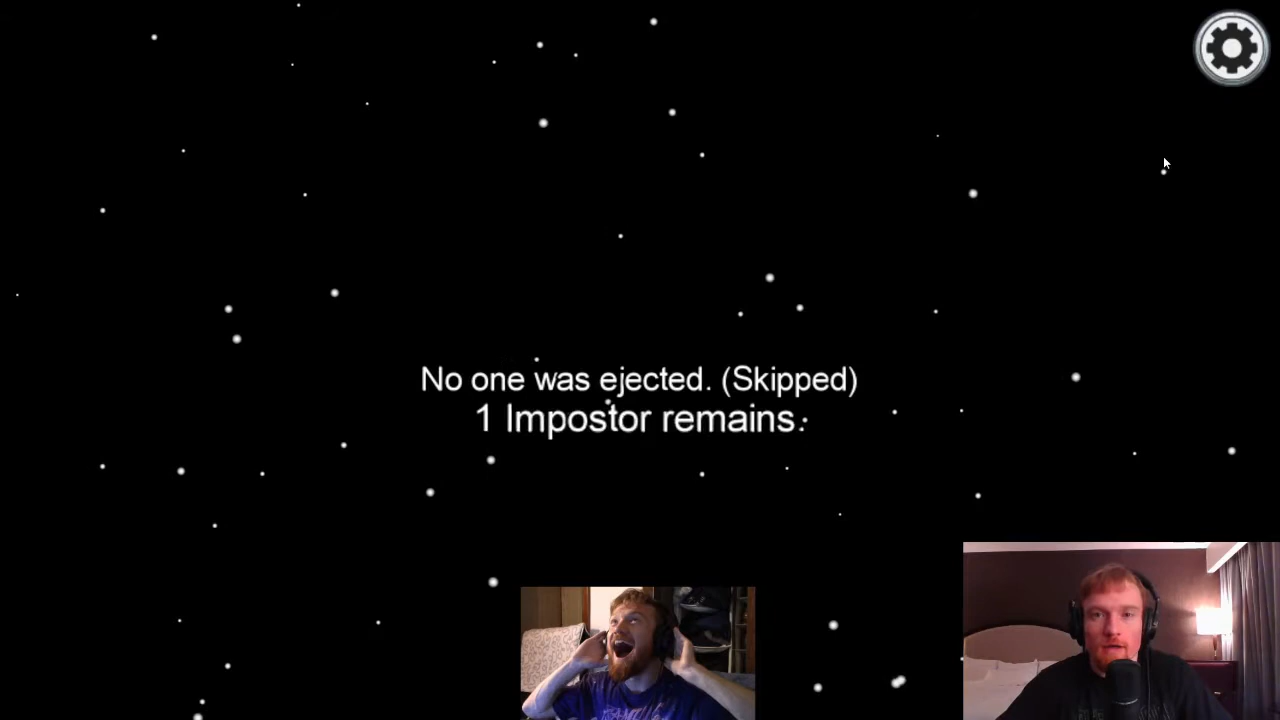 No one was ejected. (Skipped)
1 Impostor remains.